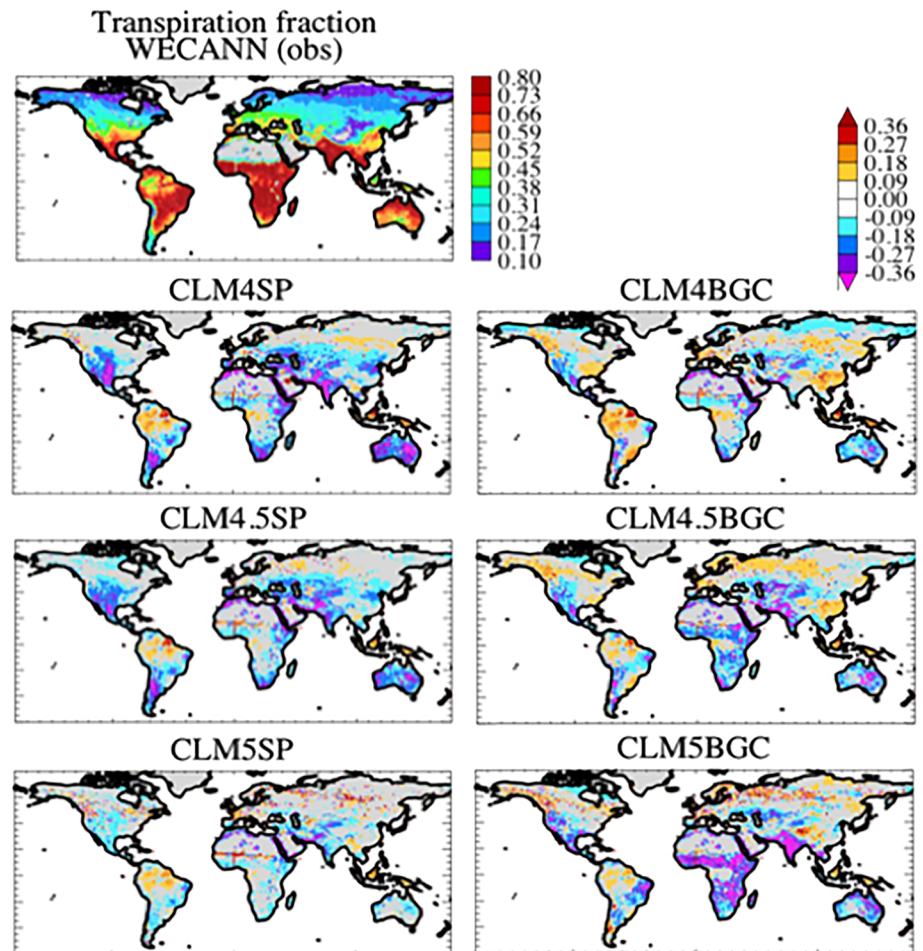 Transpiration fraction
WECANN (obs)
0.80
0.73
0.66
0.59
0.52
0.45
0.38
0.31
0.24
0.17
0.10
0.36
0.27
0.18
0.09
0.00
-0.09
-0.18
-0.27
-0.36
CLM4SP
CLM4BGC
CLM4.5SP
CLM4.5BGC
CLM5SP
CLM5BGC